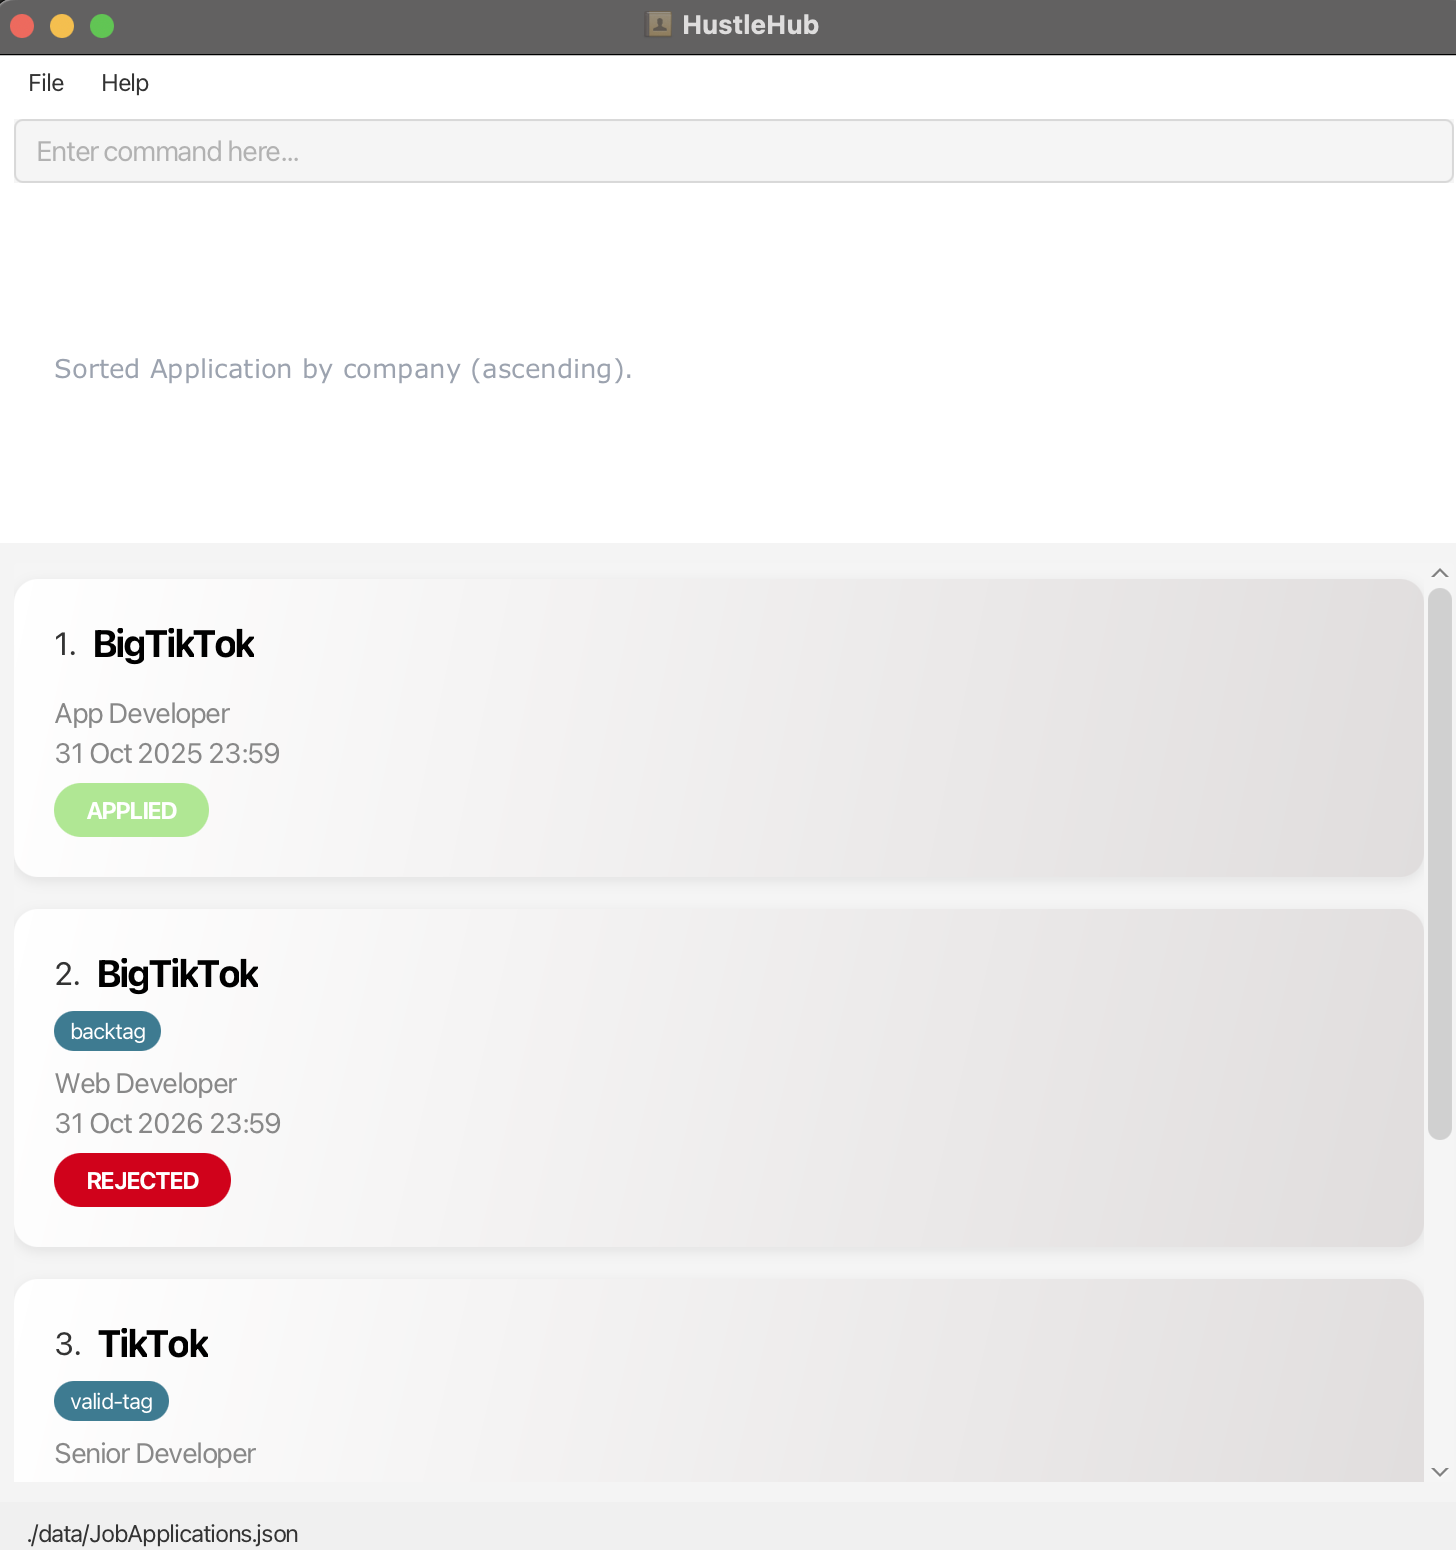 HustleHub
File Help
Enter command here...
Sorted Application by company (ascending).
1. BigTikTok
App Developer
31 Oct 2025 23:59
APPLIED
2. BigTikTok
backtag
Web Developer
31 Oct 2026 23:59
REJECTED
3. TikTok
valid-tag
Senior Developer
./data/JobApplications.json